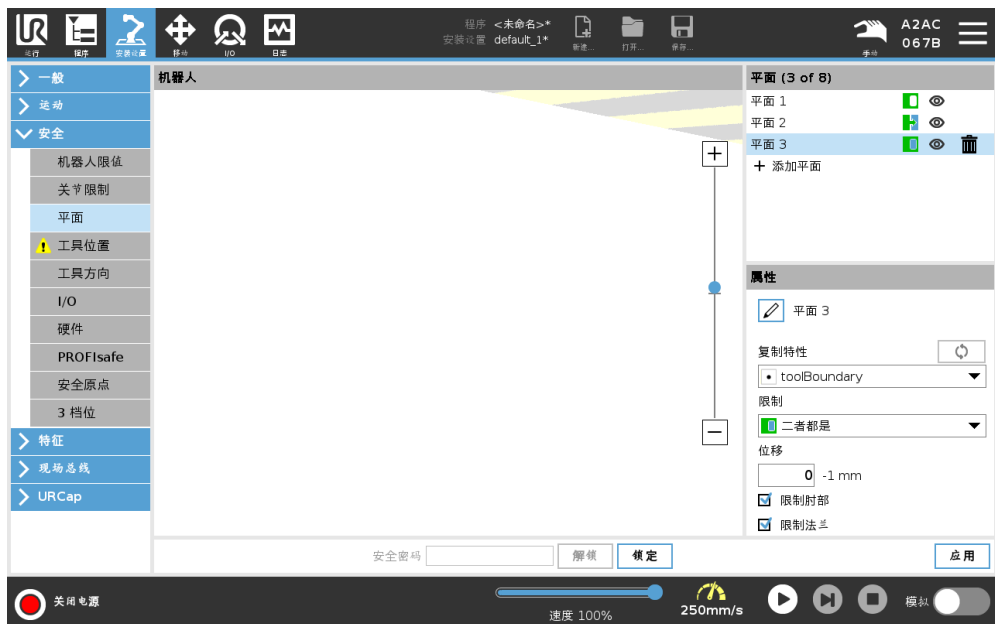 程序 <未命名>*
安装设置 default_1*
运行
程序
安装设置
移动
I/O
日志
新建...
打开...
保存...
手动
A2AC
067B
一般
运动
安全
机器人限值
关节限制
平面
工具位置
工具方向
I/O
硬件
PROFIsafe
安全原点
3 档位
特征
现场总线
URCap
机器人
平面 (3 of 8)
平面 1
平面 2
平面 3
添加平面
属性
平面 3
复制特性
toolBoundary
限制
二者都是
位移
0 -1 mm
限制肘部
限制法兰
安全密码
解锁
锁定
应用
关闭电源
速度 100%
250mm/s
模拟